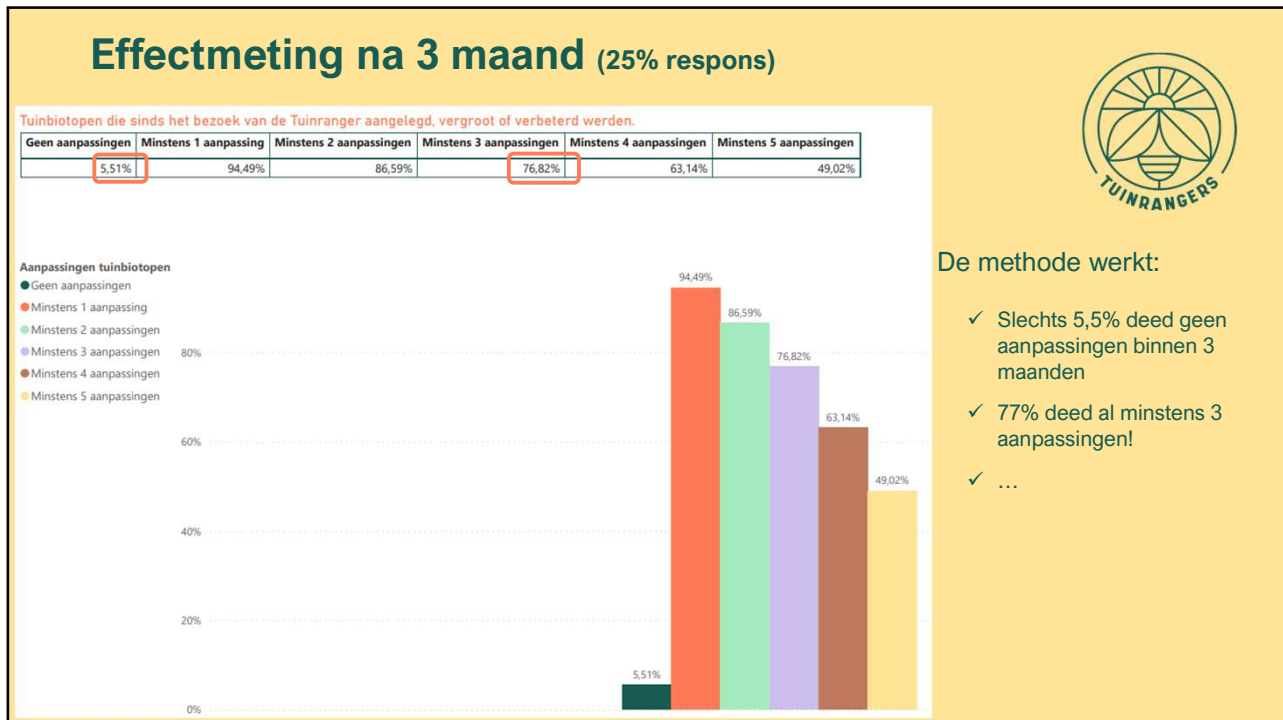 Effectmeting na 3 maand (25% respons)
Tuinbiotopen die sinds het bezoek van de Tuinranger aangelegd, vergroot of verbeterd werden.
Geen aanpassingen Minstens 1 aanpassing Minstens 2 aanpassingen Minstens 3 aanpassingen Minstens 4 aanpassingen Minstens 5 aanpassingen
5,51% 94,49% 86,59% 76,82% 63,14% 49,02%
Aanpassingen tuinbiotopen
Geen aanpassingen
Minstens 1 aanpassing
Minstens 2 aanpassingen
Minstens 3 aanpassingen
Minstens 4 aanpassingen
Minstens 5 aanpassingen
80%
60%
40%
20%
0%
5,51%
94,49%
86,59%
76,82%
63,14%
49,02%
TUINRANGERS
De methode werkt:
✓ Slechts 5,5% deed geen
aanpassingen binnen 3
maanden
✓ 77% deed al minstens 3
aanpassingen!
✓ …